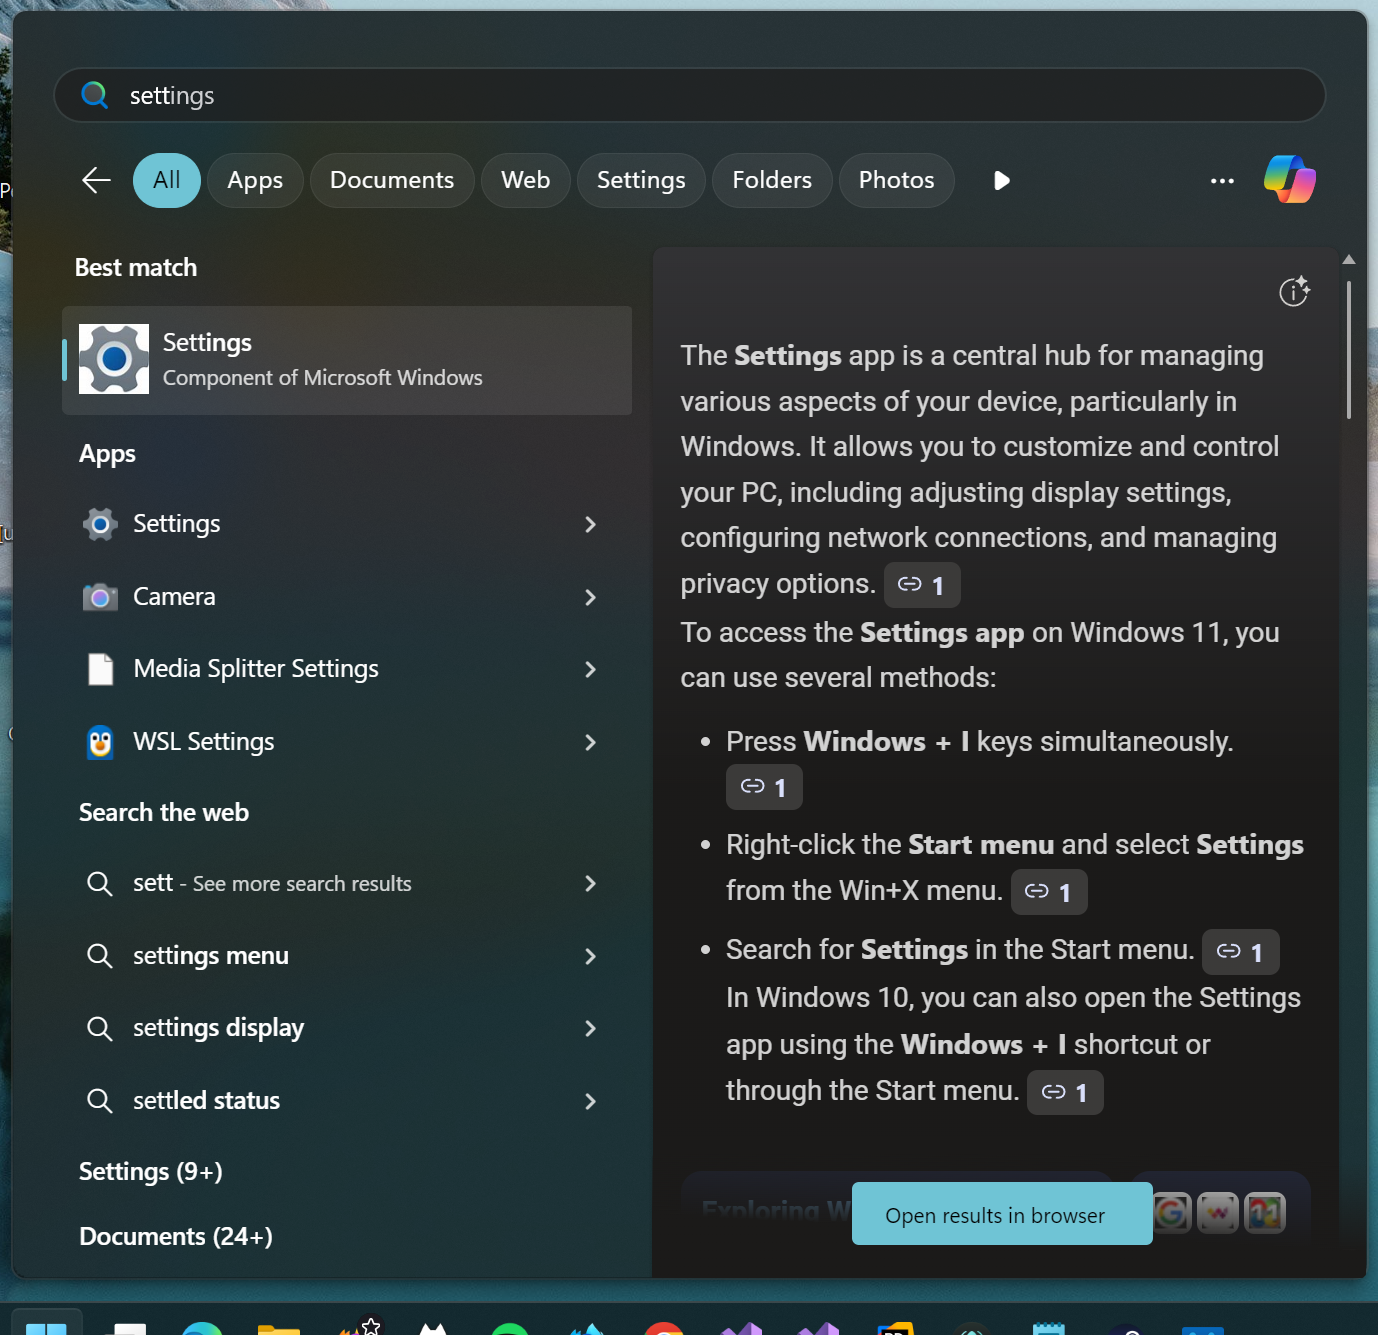 settings
All Apps Documents Web Settings Folders Photos
Best match
Settings
Component of Microsoft Windows
Apps
Settings
Camera
Media Splitter Settings
WSL Settings
Search the web
sett - See more search results
settings menu
settings display
settled status
Settings (9+)
Documents (24+)
The Settings app is a central hub for managing
various aspects of your device, particularly in
Windows. It allows you to customize and control
your PC, including adjusting display settings,
configuring network connections, and managing
privacy options. 1
To access the Settings app on Windows 11, you
can use several methods:
• Press Windows + I keys simultaneously.
1
• Right-click the Start menu and select Settings
from the Win+X menu. 1
• Search for Settings in the Start menu. 1
In Windows 10, you can also open the Settings
app using the Windows + I shortcut or
through the Start menu. 1
Exploring W
Open results in browser
11